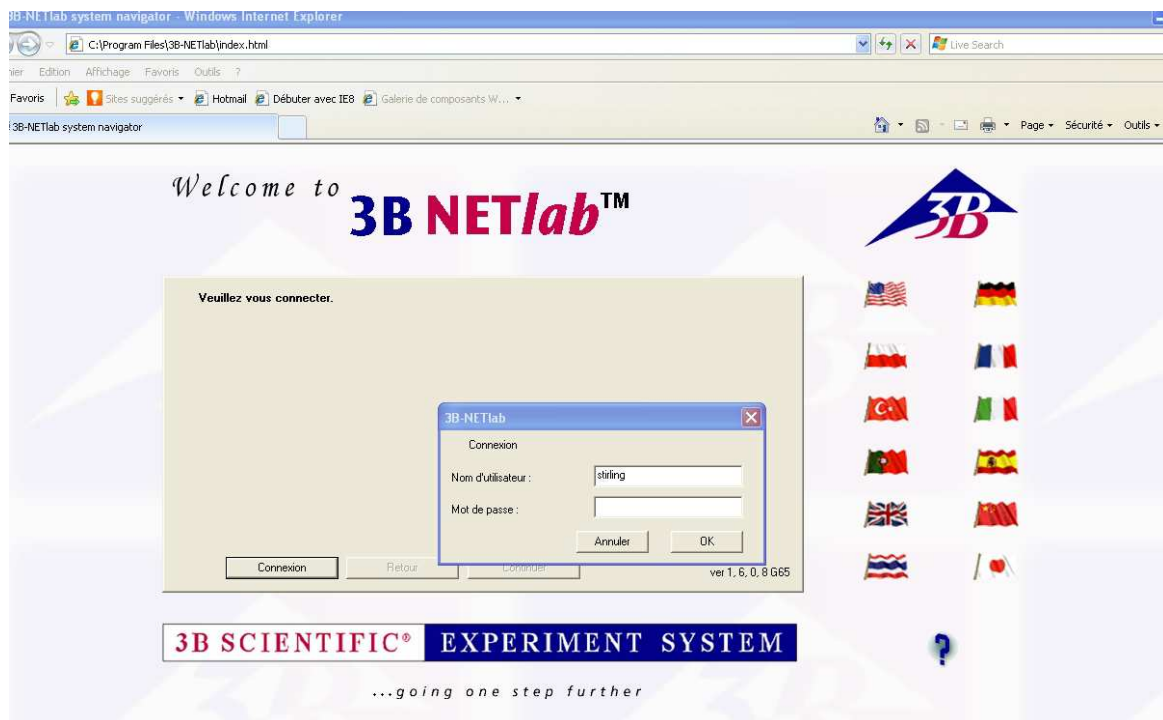 3B-NETlab system navigator - Windows Internet Explorer
C:\Program Files\3B-NETlab\index.html
Live Search
hier Edition Affichage Favoris Outils ?
Favoris Sites suggérés Hotmail Débuter avec IE8 Galerie de composants W...
3B-NETlab system navigator
Page Sécurité Outils
Welcome to
3B NETlab™
3B
Veuillez vous connecter.
3B-NETlab
Connexion
Nom d'utilisateur : stirling
Mot de passe :
Annuler OK
Connexion Retour Continuer
ver 1, 6, 0, 8 G65
3B SCIENTIFIC® EXPERIMENT SYSTEM
?
...going one step further